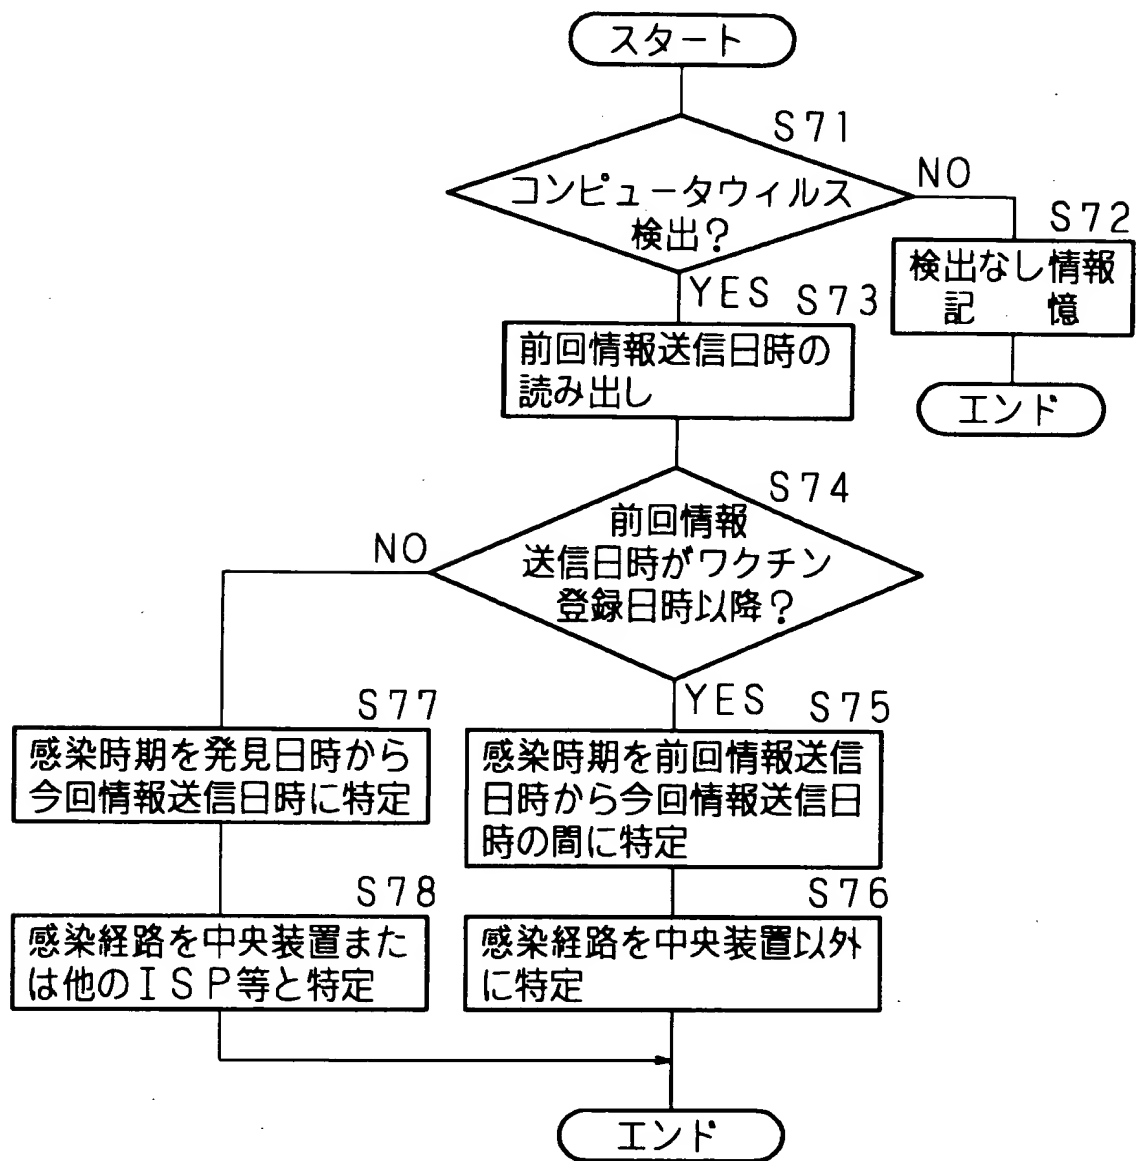 スタート
S71
コンピュータウィルス
検出?
NO
S72
検出なし情報
記 憶
エンド
YES
S73
前回情報送信日時の
読み出し
S74
前回情報
送信日時がワクチン
登録日時以降?
NO
YES
S77
感染時期を発見日時から
今回情報送信日時に特定
S75
感染時期を前回情報送信
日時から今回情報送信日
時の間に特定
S78
感染経路を中央装置また
は他のISP等と特定
S76
感染経路を中央装置以外
に特定
エンド